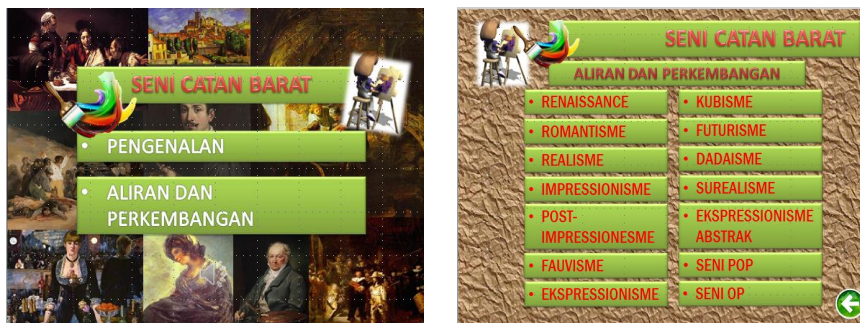 SENI CATAN BARAT
• PENGENALAN
• ALIRAN DAN
PERKEMBANGAN
SENI CATAN BARAT
ALIRAN DAN PERKEMBANGAN
• RENAISSANCE
• ROMANTISME
• REALISME
• IMPRESSIONISME
• POST-
IMPRESSIONESME
• FAUVISME
• EKSPRESSIONISME
• KUBISME
• FUTURISME
• DADAISME
• SUREALISME
• EKSPRESSIONISME
ABSTRAK
• SENI POP
• SENI OP